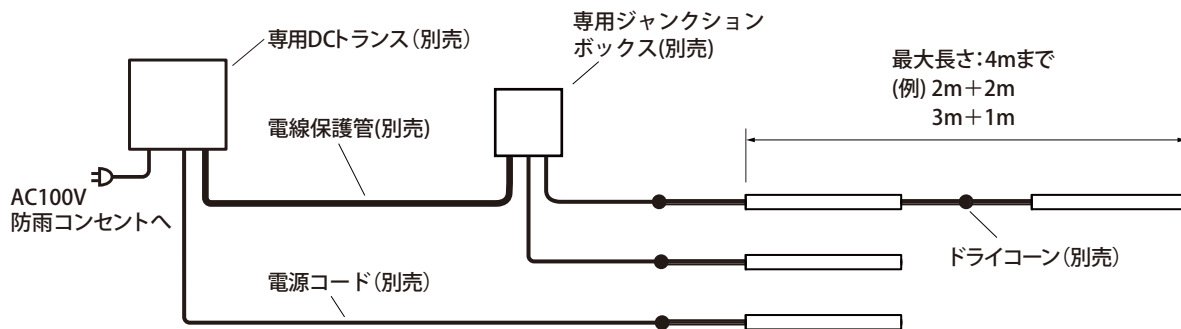 専用DCトランス（別売）
専用ジャンクション
ボックス(別売)
最大長さ：4mまで
(例) 2m＋2m
3m＋1m
電線保護管(別売)
AC100V
防雨コンセントへ
電源コード（別売）
ドライコーン（別売）